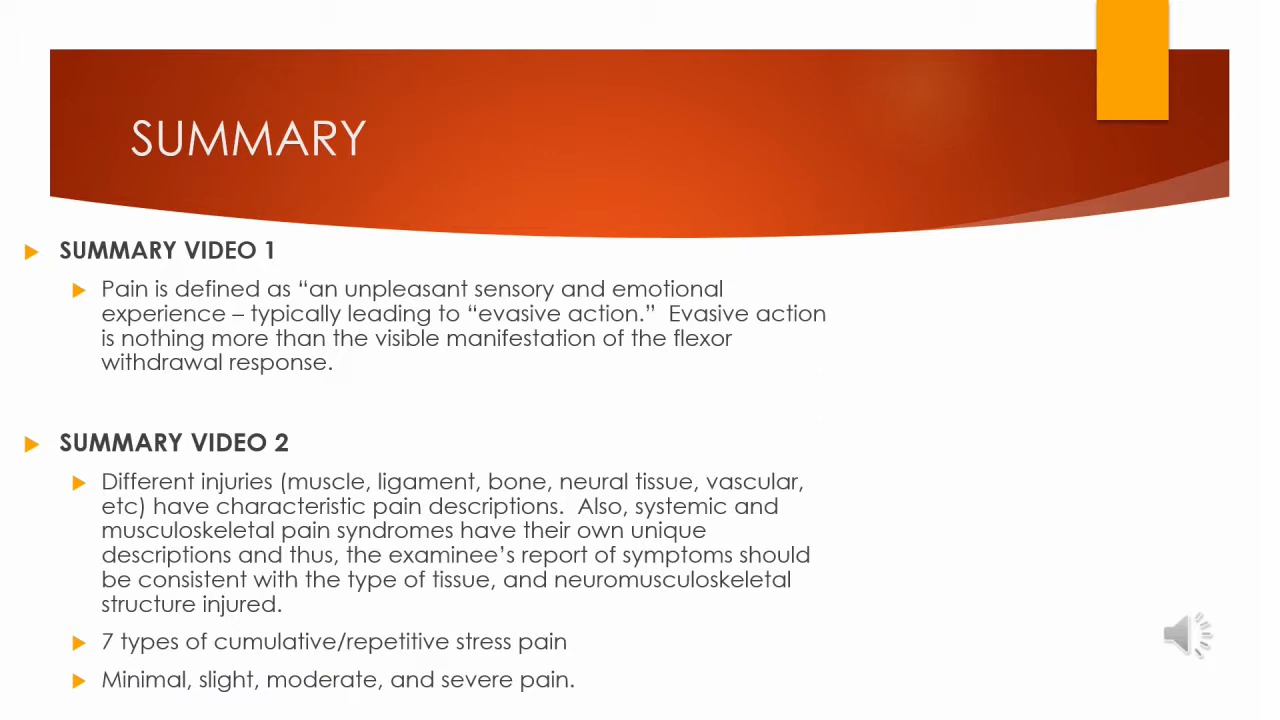 SUMMARY
SUMMARY VIDEO 1
Pain is defined as “an unpleasant sensory and emotional
experience – typically leading to “evasive action.”  Evasive action
is nothing more than the visible manifestation of the flexor
withdrawal response.
SUMMARY VIDEO 2
Different injuries (muscle, ligament, bone, neural tissue, vascular,
etc) have characteristic pain descriptions.  Also, systemic and
musculoskeletal pain syndromes have their own unique
descriptions and thus, the examinee’s report of symptoms should
be consistent with the type of tissue, and neuromusculoskeletal
structure injured.
7 types of cumulative/repetitive stress pain
Minimal, slight, moderate, and severe pain.